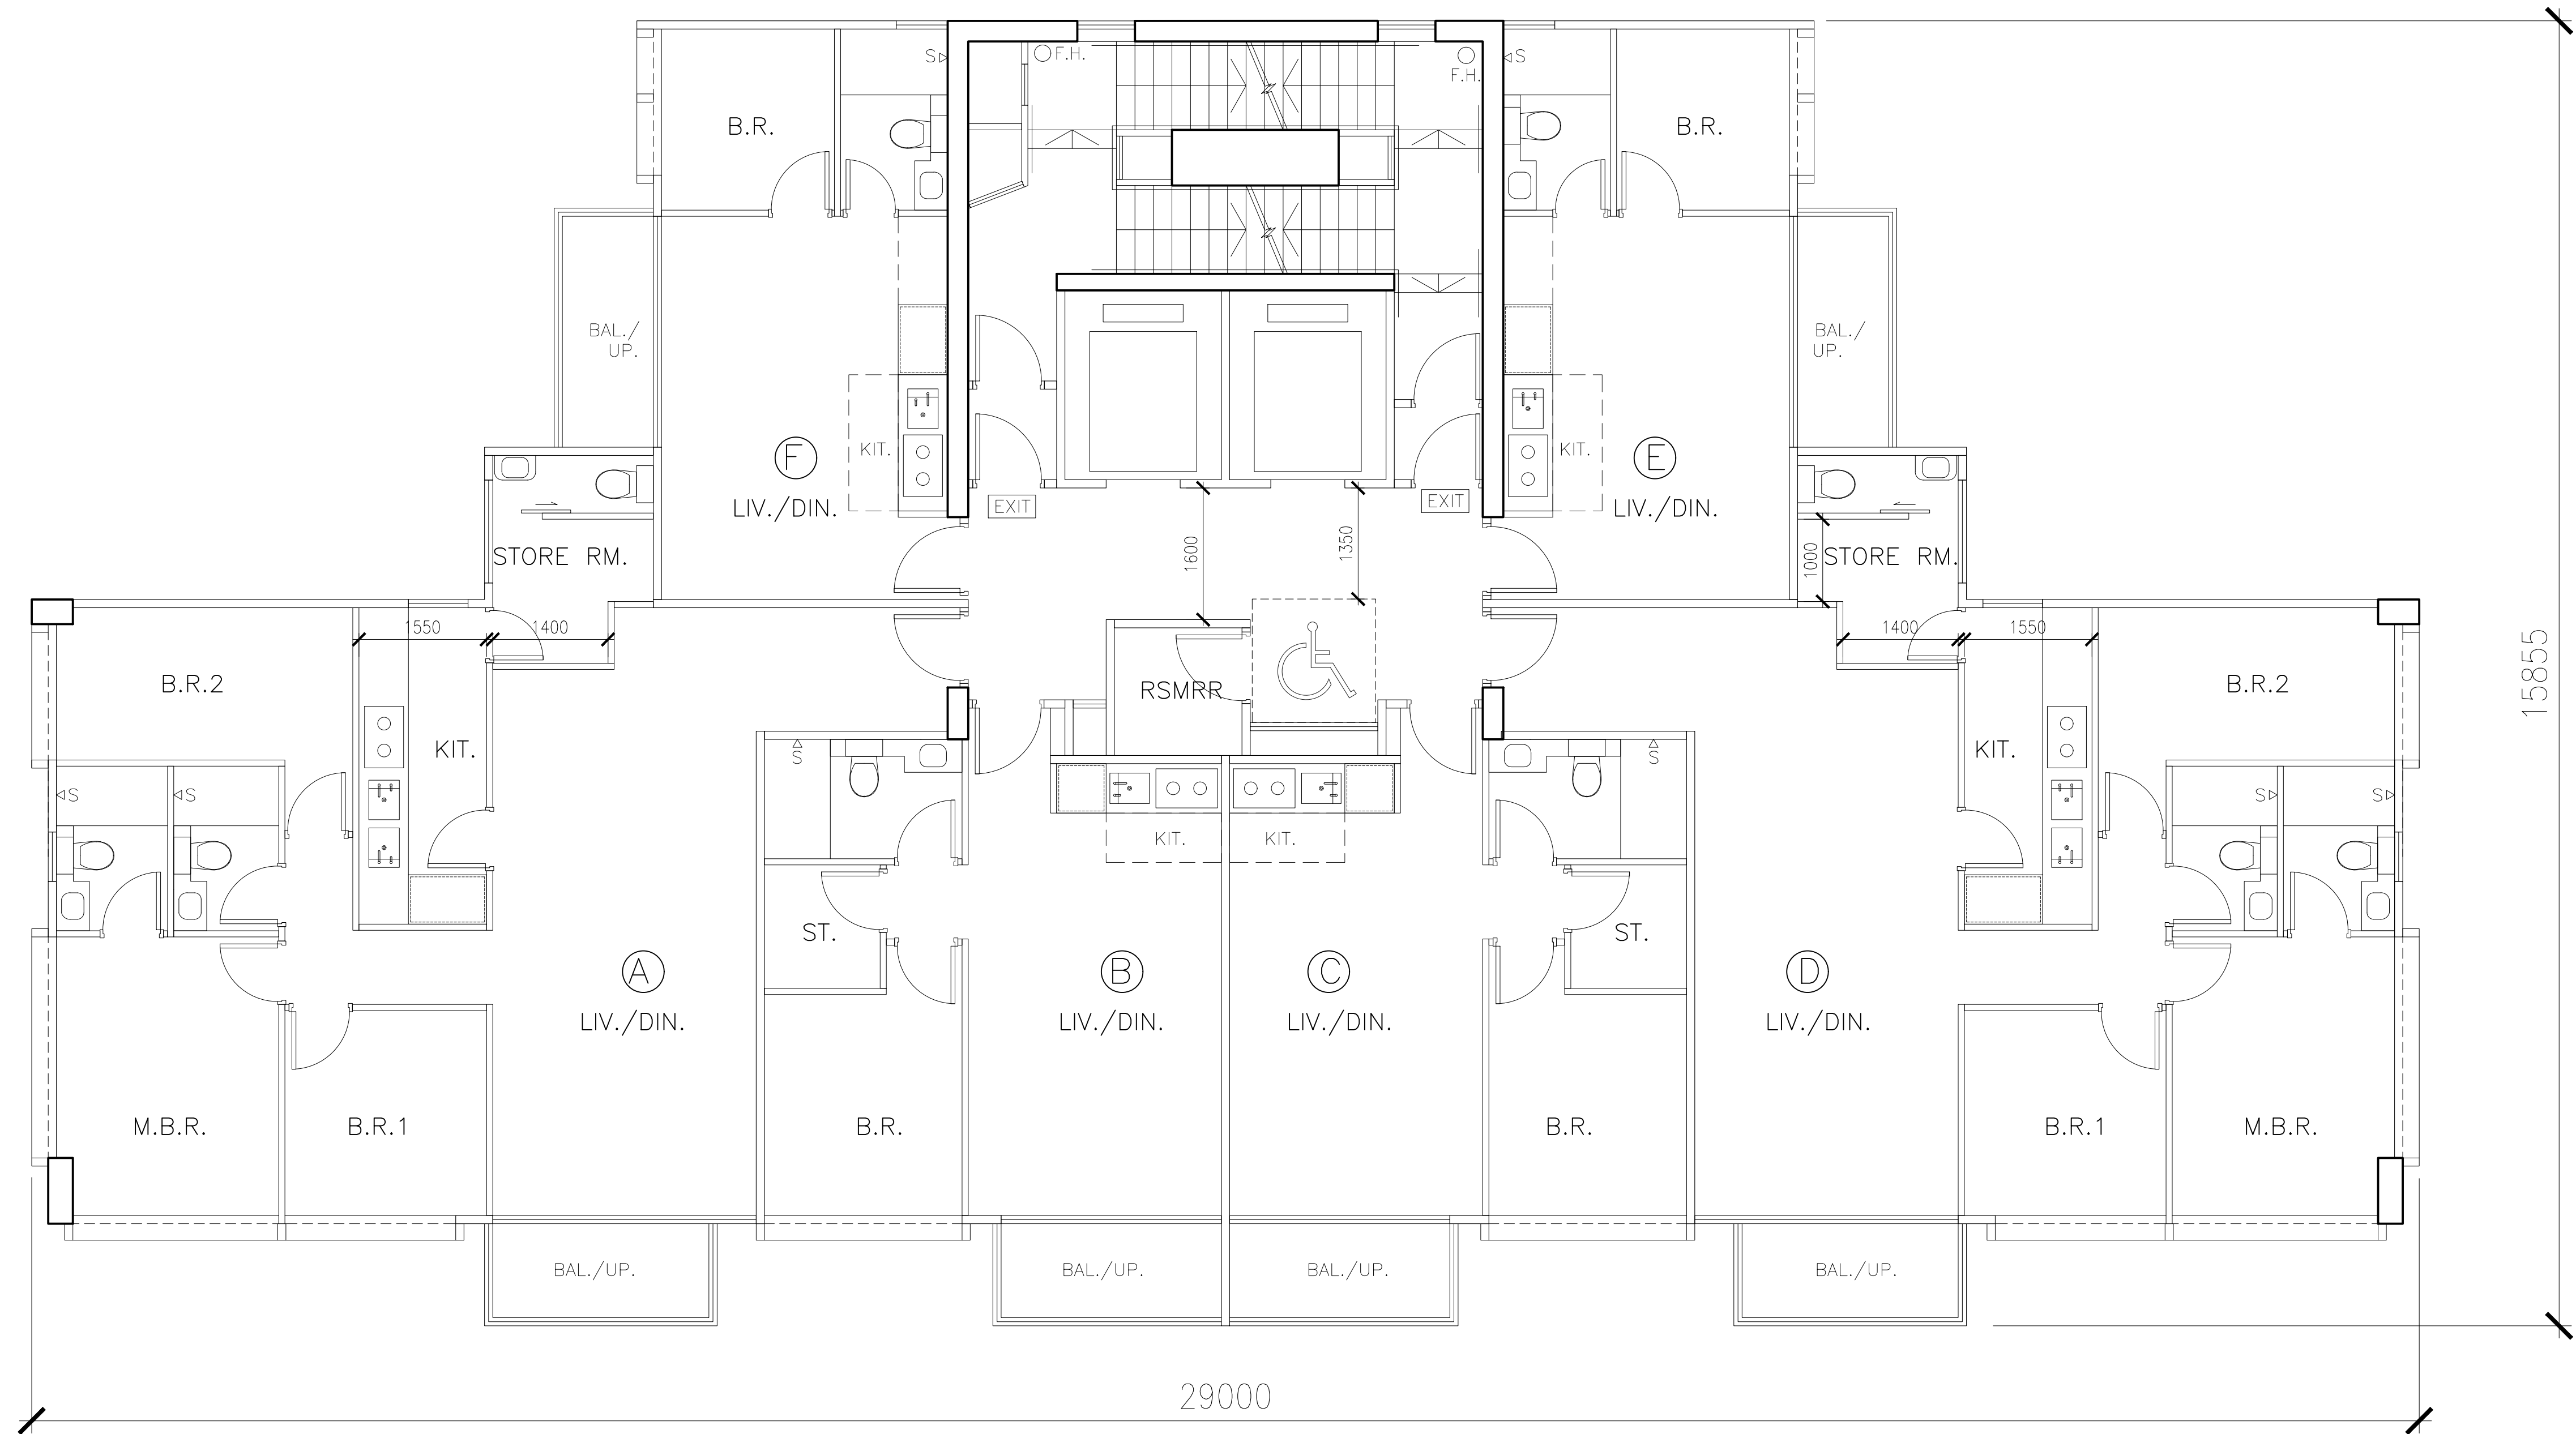 S
F.H.
F.H.
S
B.R.
B.R.
BAL./
UP.
BAL./
UP.
KIT.
F
LIV./DIN.
KIT.
E
LIV./DIN.
EXIT
EXIT
1600
1350
STORE RM.
1000
STORE RM.
1550
1400
1400
1550
B.R.2
RSMRR
B.R.2
KIT.
S
S
KIT.
S
S
S
S
KIT.
KIT.
ST.
ST.
A
LIV./DIN.
B
LIV./DIN.
C
LIV./DIN.
D
LIV./DIN.
M.B.R.
B.R.1
B.R.
B.R.
B.R.1
M.B.R.
BAL./UP.
BAL./UP.
BAL./UP.
BAL./UP.
15855
29000